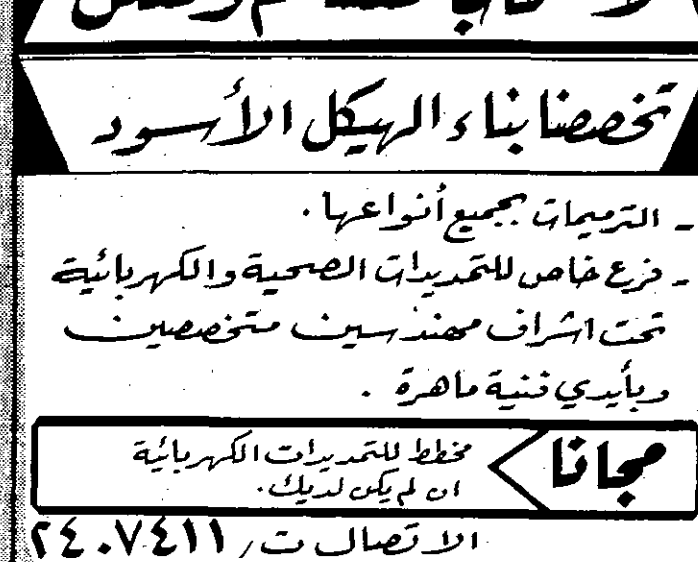 تخصصنا بناء الهيكل الأسود
- الترميمات بجميع أنواعها .
- فرع خاص للتمديدات الصحية والكهربائية
تحت اشراف مهندسين متخصصين
وبأيدي فنية ماهرة .
مجانا
مخطط للتمديدات الكهربائية
ان لم يكن لديك .
الاتصال ت / ٢٤٠٧٤١١